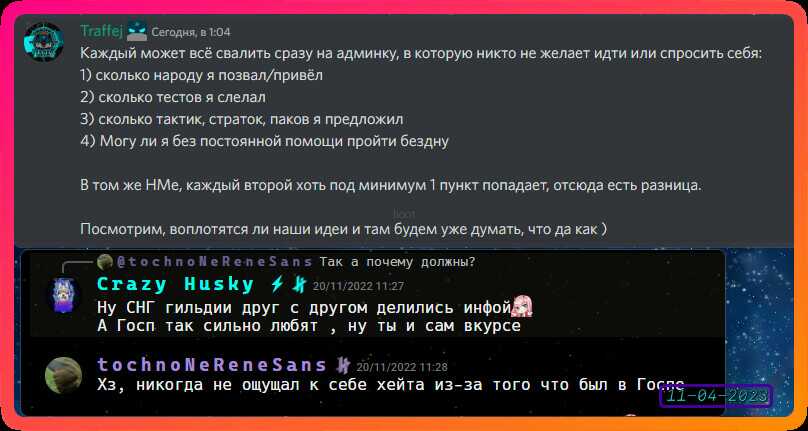 Traffej Сегодня, в 1:04
Каждый может всё свалить сразу на админку, в которую никто не желает идти или спросить себя:
1) сколько народу я позвал/привёл
2) сколько тестов я слелал
3) сколько тактик, страток, паков я предложил
4) Могу ли я без постоянной помощи пройти бездну
В том же НМе, каждый второй хоть под минимум 1 пункт попадает, отсюда есть разница.
Посмотрим, воплотятся ли наши идеи и там будем уже думать, что да как )
@tochnoNeReneSans Так а почему должны?
Crazy Husky 20/11/2022 11:27
Ну СНГ гильдии друг с другом делились инфой
А Госп так сильно любят , ну ты и сам вкурсе
tochnoNeReneSans 20/11/2022 11:28
Хз, никогда не ощущал к себе хейта из-за того что был в Госпе
11-04-2023